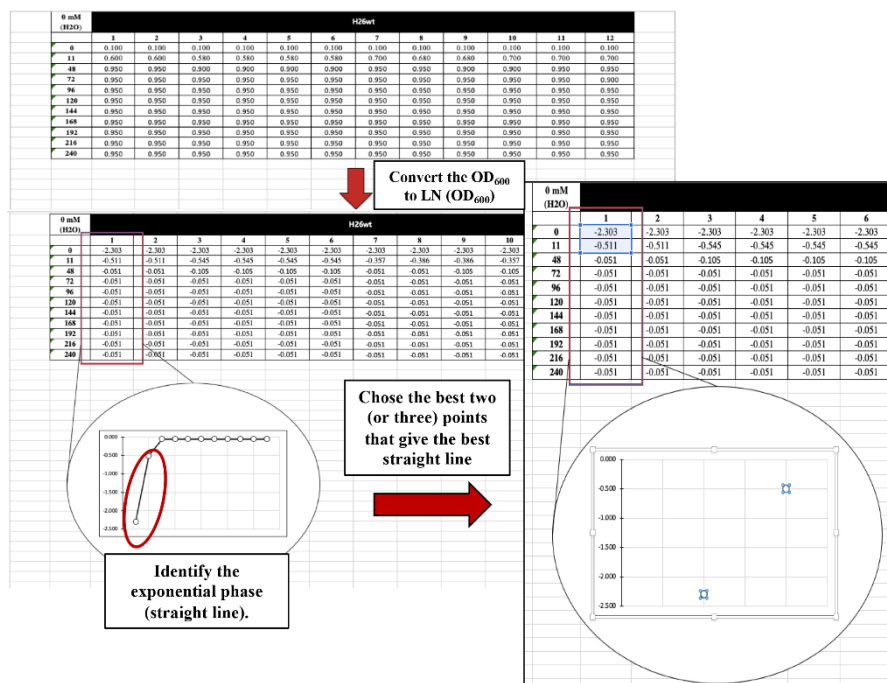 0 mM
(H2O)
H26wt
1 2 3 4 5 6 7 8 9 10 11 12
0 0.100 0.100 0.100 0.100 0.100 0.100 0.100 0.100 0.100 0.100 0.100 0.100
11 0.600 0.600 0.580 0.580 0.580 0.580 0.700 0.680 0.680 0.700 0.700 0.700
48 0.950 0.950 0.900 0.900 0.900 0.900 0.950 0.950 0.900 0.900 0.950 0.950
72 0.950 0.950 0.950 0.950 0.950 0.950 0.950 0.950 0.950 0.950 0.950 0.900
96 0.950 0.950 0.950 0.950 0.950 0.950 0.950 0.950 0.950 0.950 0.950 0.950
120 0.950 0.950 0.950 0.950 0.950 0.950 0.950 0.950 0.950 0.950 0.950 0.950
144 0.950 0.950 0.950 0.950 0.950 0.950 0.950 0.950 0.950 0.950 0.950 0.950
168 0.950 0.950 0.950 0.950 0.950 0.950 0.950 0.950 0.950 0.950 0.950 0.950
192 0.950 0.950 0.950 0.950 0.950 0.950 0.950 0.950 0.950 0.950 0.950 0.950
216 0.950 0.950 0.950 0.950 0.950 0.950 0.950 0.950 0.950 0.950 0.950 0.950
240 0.950 0.950 0.950 0.950 0.950 0.950 0.950 0.950 0.950 0.950 0.950 0.950
Convert the OD600
to LN (OD600)
0 mM
(H2O)
H26wt
1 2 3 4 5 6 7 8 9 10
0 -2.303 -2.303 -2.303 -2.303 -2.303 -2.303 -2.303 -2.303 -2.303 -2.303
11 -0.511 -0.511 -0.545 -0.545 -0.545 -0.545 -0.357 -0.386 -0.386 -0.357
48 -0.051 -0.051 -0.105 -0.105 -0.105 -0.105 -0.051 -0.051 -0.105 -0.105
72 -0.051 -0.051 -0.051 -0.051 -0.051 -0.051 -0.051 -0.051 -0.051 -0.051
96 -0.051 -0.051 -0.051 -0.051 -0.051 -0.051 -0.051 -0.051 -0.051 -0.051
120 -0.051 -0.051 -0.051 -0.051 -0.051 -0.051 -0.051 -0.051 -0.051 -0.051
144 -0.051 -0.051 -0.051 -0.051 -0.051 -0.051 -0.051 -0.051 -0.051 -0.051
168 -0.051 -0.051 -0.051 -0.051 -0.051 -0.051 -0.051 -0.051 -0.051 -0.051
192 -0.051 -0.051 -0.051 -0.051 -0.051 -0.051 -0.051 -0.051 -0.051 -0.051
216 -0.051 -0.051 -0.051 -0.051 -0.051 -0.051 -0.051 -0.051 -0.051 -0.051
240 -0.051 -0.051 -0.051 -0.051 -0.051 -0.051 -0.051 -0.051 -0.051 -0.051
0.000
-0.500
-1.000
-1.500
-2.000
-2.500
Identify the
exponential phase
(straight line).
Chose the best two
(or three) points
that give the best
straight line
0 mM
(H2O)
1 2 3 4 5 6
0 -2.303 -2.303 -2.303 -2.303 -2.303 -2.303
11 -0.511 -0.511 -0.545 -0.545 -0.545 -0.545
48 -0.051 -0.051 -0.105 -0.105 -0.105 -0.105
72 -0.051 -0.051 -0.051 -0.051 -0.051 -0.051
96 -0.051 -0.051 -0.051 -0.051 -0.051 -0.051
120 -0.051 -0.051 -0.051 -0.051 -0.051 -0.051
144 -0.051 -0.051 -0.051 -0.051 -0.051 -0.051
168 -0.051 -0.051 -0.051 -0.051 -0.051 -0.051
192 -0.051 -0.051 -0.051 -0.051 -0.051 -0.051
216 -0.051 -0.051 -0.051 -0.051 -0.051 -0.051
240 -0.051 -0.051 -0.051 -0.051 -0.051 -0.051
0.000
-0.500
-1.000
-1.500
-2.000
-2.500